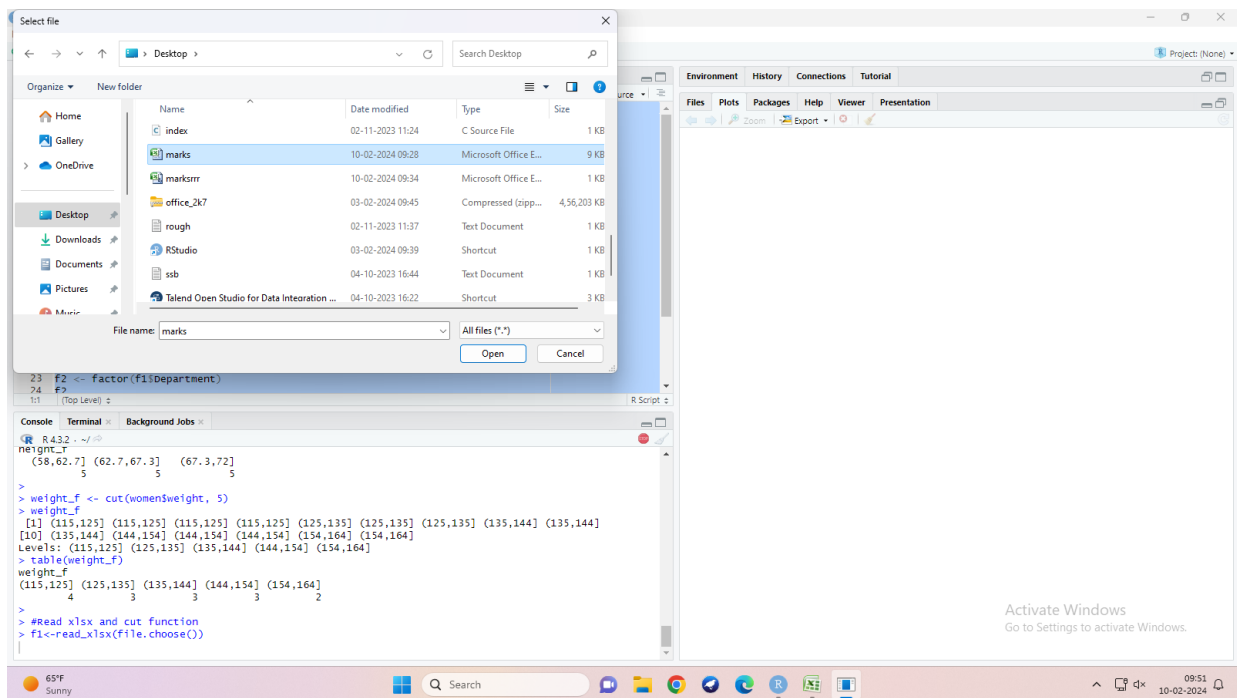 Select file
Desktop
Search Desktop
Organize
New folder
Home
Gallery
OneDrive
Desktop
Downloads
Documents
Pictures
Music
Name Date modified Type Size
index 02-11-2023 11:24 C Source File 1 KB
marks 10-02-2024 09:28 Microsoft Office E... 9 KB
marksrrr 10-02-2024 09:34 Microsoft Office E... 1 KB
office_2k7 03-02-2024 09:45 Compressed (zipp... 4,56,203 KB
rough 02-11-2023 11:37 Text Document 1 KB
RStudio 03-02-2024 09:39 Shortcut 1 KB
ssb 04-10-2023 16:44 Text Document 1 KB
Talend Open Studio for Data Integration ... 04-10-2023 16:22 Shortcut 3 KB
File name: marks
All files (*.*)
Open Cancel
Project: (None)
urce
23 f2 <- factor(f1$Department)
24 f2
1:1 (Top Level) R Script
Console Terminal Background Jobs
R 4.3.2 . ~/
height_f
(58,62.7] (62.7,67.3] (67.3,72]
5 5 5
>
> weight_f <- cut(women$weight, 5)
> weight_f
[1] (115,125] (115,125] (115,125] (115,125] (125,135] (125,135] (125,135] (135,144] (135,144]
[10] (135,144] (144,154] (144,154] (144,154] (154,164] (154,164]
Levels: (115,125] (125,135] (135,144] (144,154] (154,164]
> table(weight_f)
weight_f
(115,125] (125,135] (135,144] (144,154] (154,164]
4 3 3 3 2
>
> #Read xlsx and cut function
> f1<-read_xlsx(file.choose())
Environment History Connections Tutorial
Files Plots Packages Help Viewer Presentation
Zoom Export
Activate Windows
Go to Settings to activate Windows.
65°F
Sunny
Search
09:51
10-02-2024